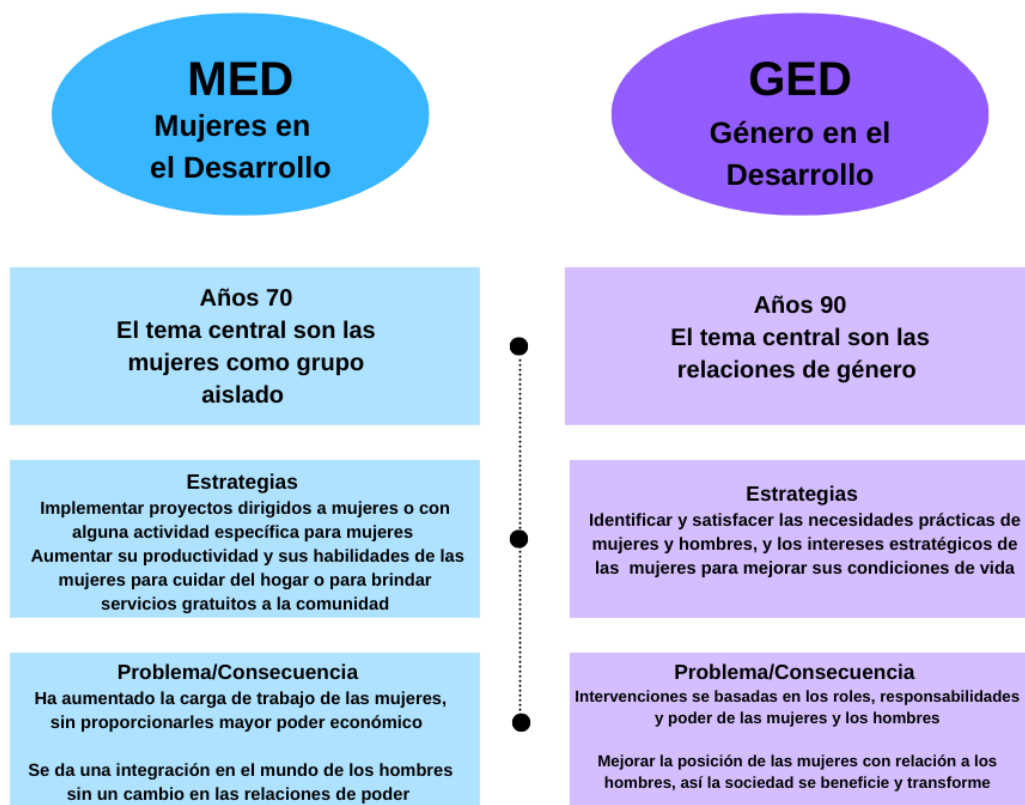 MED
Mujeres en
el Desarrollo
GED
Género en el
Desarrollo
Años 70
El tema central son las
mujeres como grupo
aislado
Años 90
El tema central son las
relaciones de género
Estrategias
Implementar proyectos dirigidos a mujeres o con
alguna actividad específica para mujeres
Aumentar su productividad y sus habilidades de las
mujeres para cuidar del hogar o para brindar
servicios gratuitos a la comunidad
Estrategias
Identificar y satisfacer las necesidades prácticas de
mujeres y hombres, y los intereses estratégicos de
las mujeres para mejorar sus condiciones de vida
Problema/Consecuencia
Ha aumentado la carga de trabajo de las mujeres,
sin proporcionarles mayor poder económico
Se da una integración en el mundo de los hombres
sin un cambio en las relaciones de poder
Problema/Consecuencia
Intervenciones se basadas en los roles, responsabilidades
y poder de las mujeres y los hombres
Mejorar la posición de las mujeres con relación a los
hombres, así la sociedad se beneficie y transforme